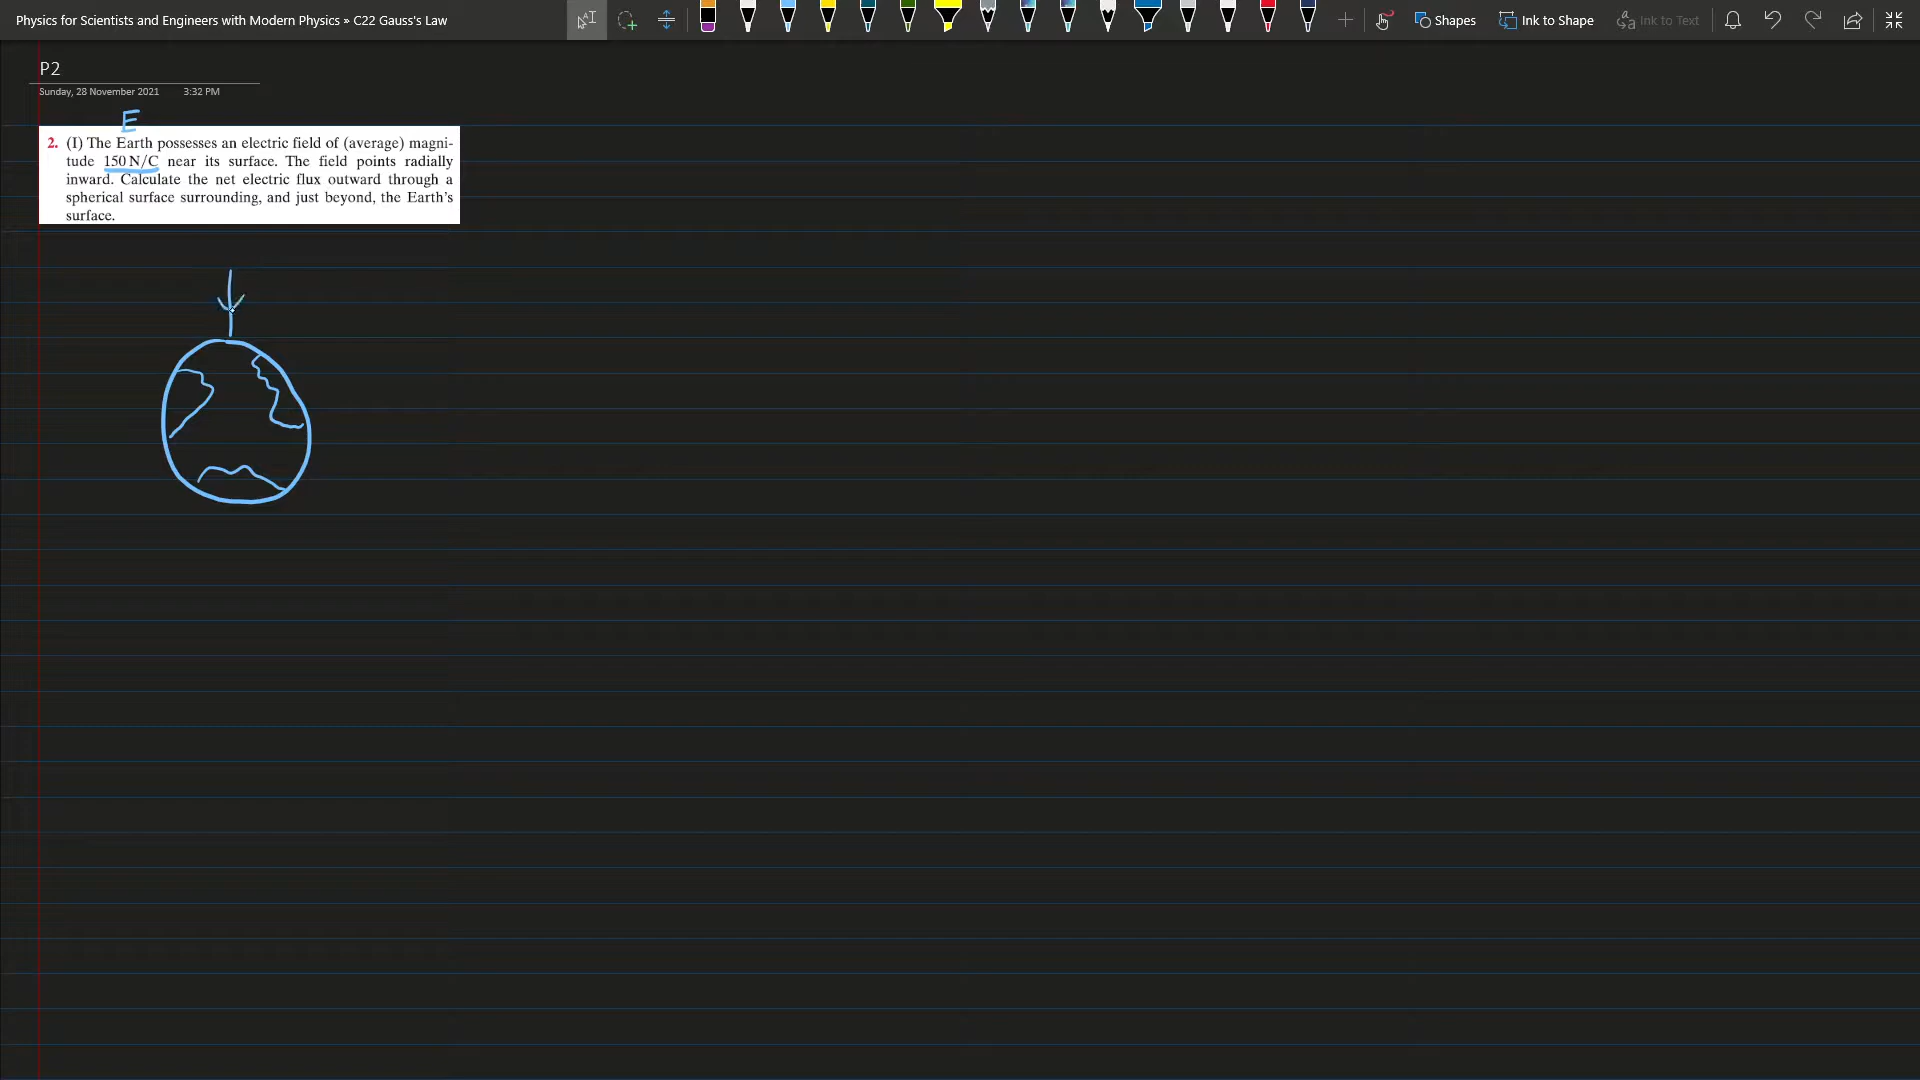 Physics for Scientists and Engineers with Modern Physics » C22 Gauss's Law
Shapes
Ink to Shape
Ink to Text
P2
Sunday, 28 November 2021 3:32 PM
E
2. (I) The Earth possesses an electric field of (average) magni-
tude 150 N/C near its surface. The field points radially
inward. Calculate the net electric flux outward through a
spherical surface surrounding, and just beyond, the Earth's
surface.